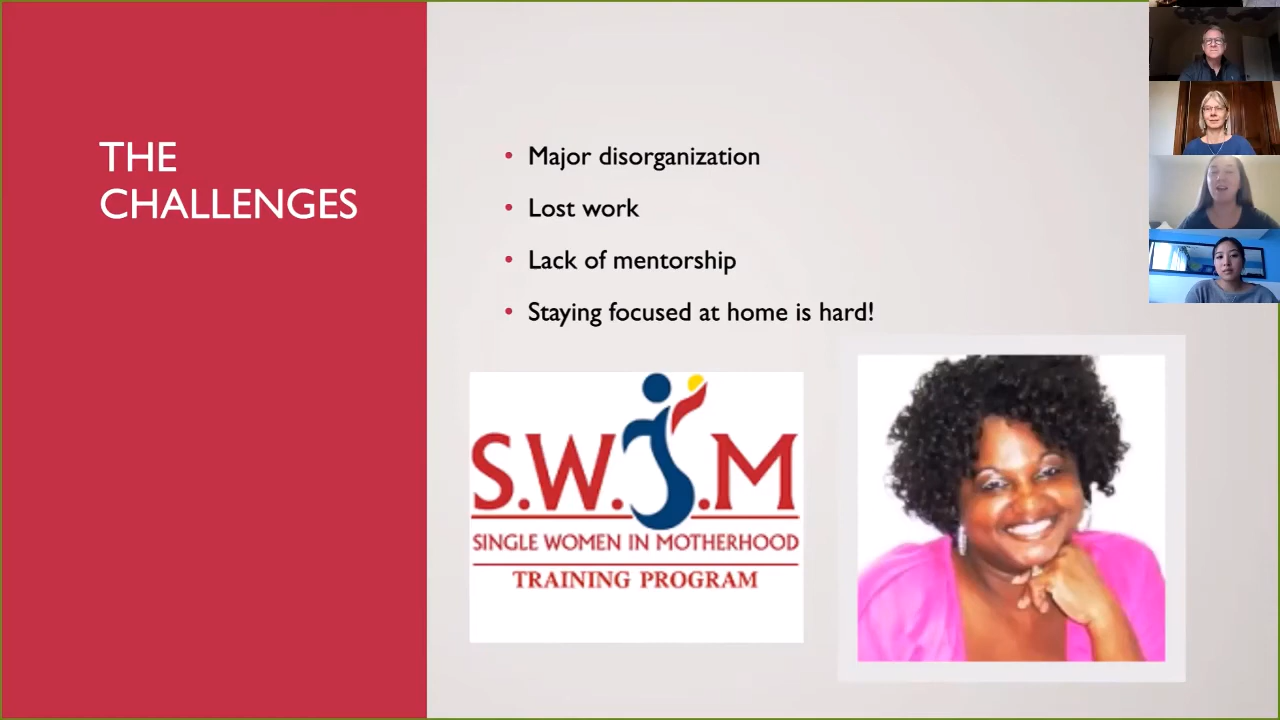 THE
CHALLENGES
• Major disorganization
• Lost work
• Lack of mentorship
• Staying focused at home is hard!
S.W.I.M
SINGLE WOMEN IN MOTHERHOOD
TRAINING PROGRAM